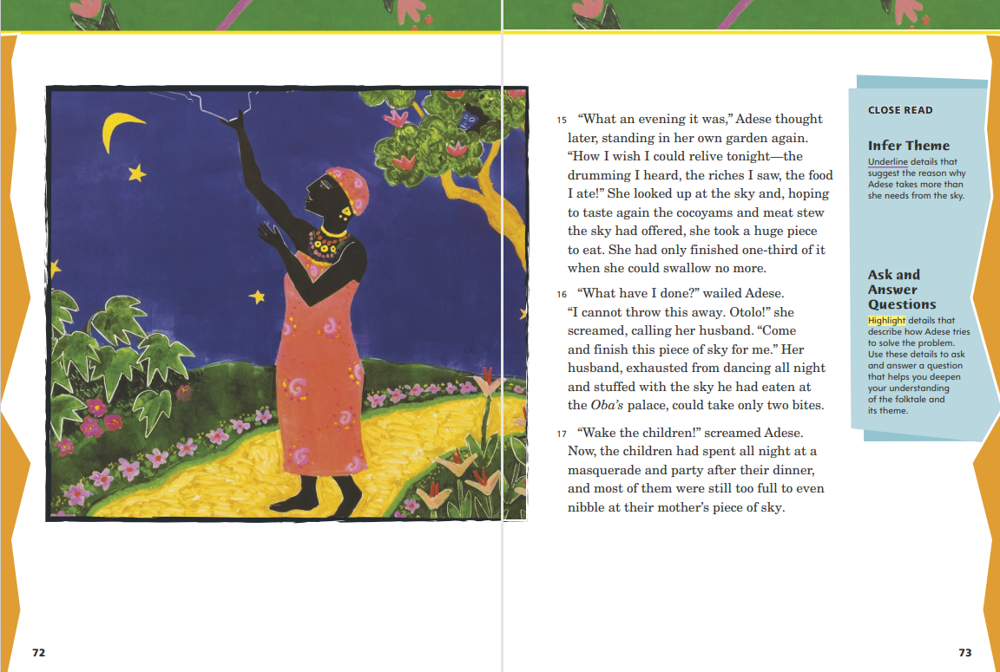 15 “What an evening it was,” Adese thought
later, standing in her own garden again.
“How I wish I could relive tonight—the
drumming I heard, the riches I saw, the food
I ate!” She looked up at the sky and, hoping
to taste again the cocoyams and meat stew
the sky had offered, she took a huge piece
to eat. She had only finished one-third of it
when she could swallow no more.
16 “What have I done?” wailed Adese.
“I cannot throw this away. Otolo!” she
screamed, calling her husband. “Come
and finish this piece of sky for me.” Her
husband, exhausted from dancing all night
and stuffed with the sky he had eaten at
the Oba’s palace, could take only two bites.
17 “Wake the children!” screamed Adese.
Now, the children had spent all night at a
masquerade and party after their dinner,
and most of them were still too full to even
nibble at their mother’s piece of sky.
CLOSE READ
Infer Theme
Underline details that
suggest the reason why
Adese takes more than
she needs from the sky.
Ask and
Answer
Questions
Highlight details that
describe how Adese tries
to solve the problem.
Use these details to ask
and answer a question
that helps you deepen
your understanding
of the folktale and
its theme.
72
73